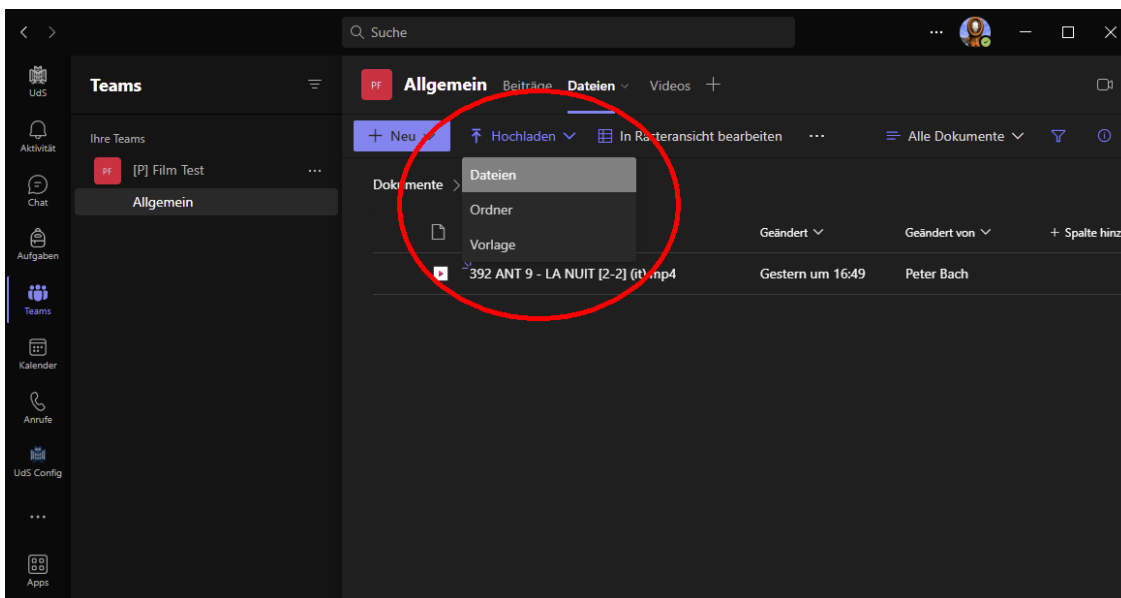 Suche
UdS
Aktivität
Chat
Aufgaben
Teams
Kalender
Anrufe
UdS Config
Apps
Teams
Ihre Teams
PF [P] Film Test
Allgemein
PF Allgemein Beiträge Dateien Videos
Neu Hochladen In Rasteransicht bearbeiten Alle Dokumente
Dokumente
Dateien
Ordner
Vorlage
Geändert Geändert von + Spalte hinz
392 ANT 9 - LA NUIT [2-2] (it).mp4 Gestern um 16:49 Peter Bach